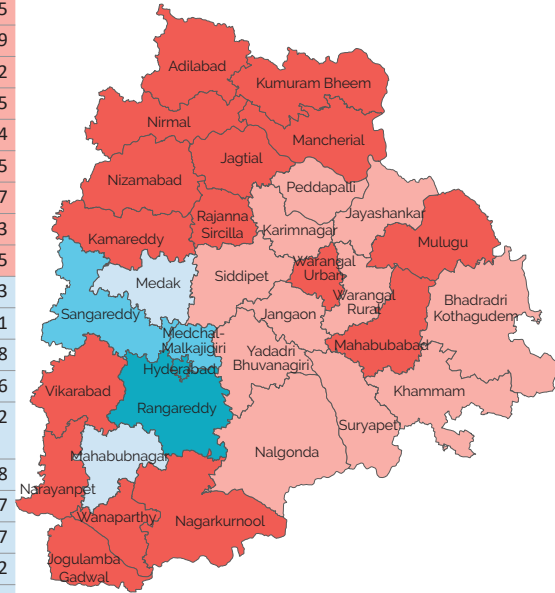 5
9
2
5
4
5
7
3
5
3
1
8
6
2
8
7
7
2
Adilabad
Kumuram Bheem
Nirmal
Mancherial
Jagtial
Nizamabad
Peddapalli
Jayashankar
Rajanna
Sircilla
Karimnagar
Kamareddy
Mulugu
Warangal
Urban
Siddipet
Medak
Warangal
Rural
Bhadradri
Kothagudem
Sangareddy
Jangaon
Medchal-
Malkajigiri
Mahabubabad
Yadadri
Bhuvanagiri
Hyderabad
Vikarabad
Khammam
Rangareddy
Suryapet
Nalgonda
Mahabubnagar
Narayanpet
Wanaparthy
Nagarkurnool
Jogulamba
Gadwal